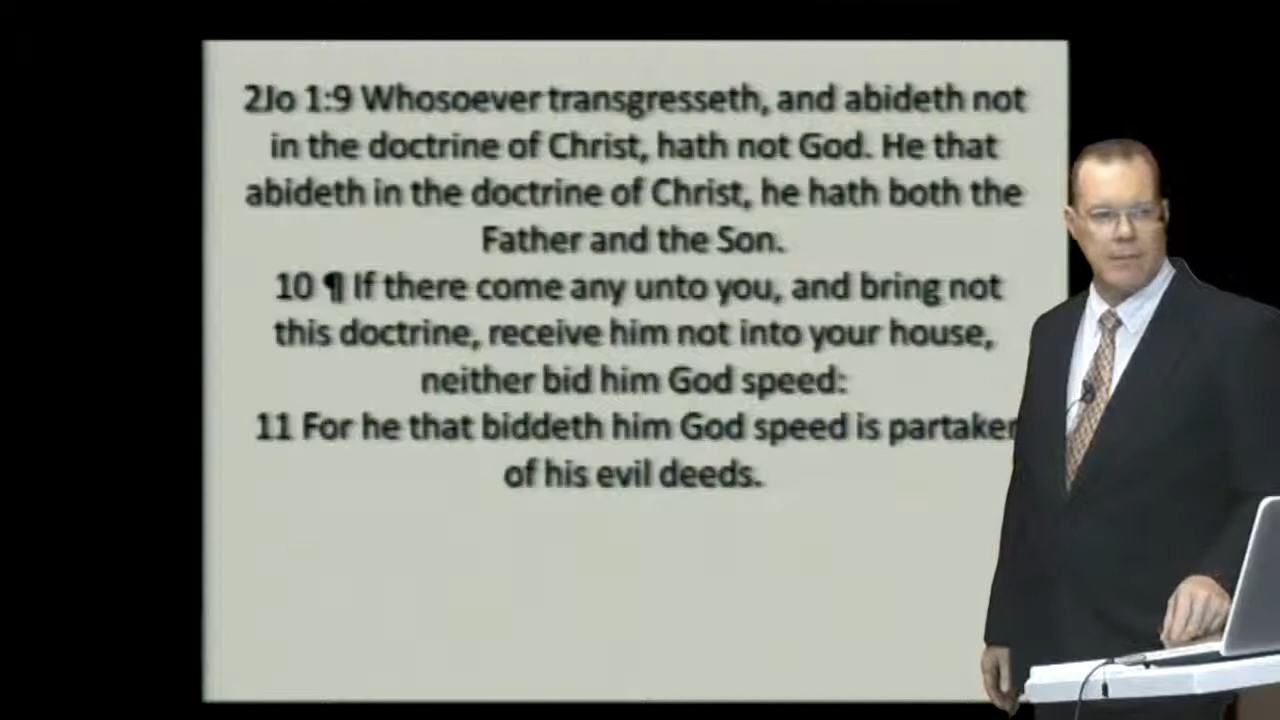 2Jo 1:9 Whosoever transgresseth, and abideth not
in the doctrine of Christ, hath not God. He that
abideth in the doctrine of Christ, he hath both the
Father and the Son.
10 ¶ If there come any unto you, and bring not
this doctrine, receive him not into your house,
neither bid him God speed:
11 For he that biddeth him God speed is partaker
of his evil deeds.